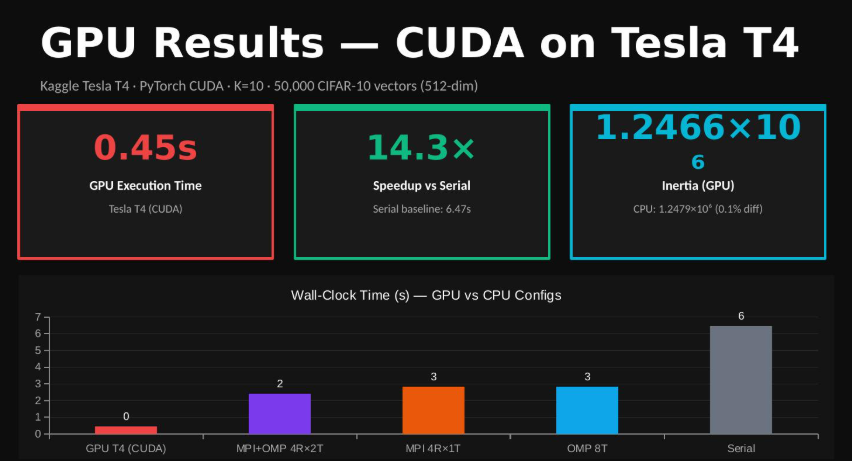 GPU Results — CUDA on Tesla T4
Kaggle Tesla T4 · PyTorch CUDA · K=10 · 50,000 CIFAR-10 vectors (512-dim)
0.45s
GPU Execution Time
Tesla T4 (CUDA)
14.3×
Speedup vs Serial
Serial baseline: 6.47s
1.2466×10
6
Inertia (GPU)
CPU: 1.2479×10⁶ (0.1% diff)
Wall-Clock Time (s) — GPU vs CPU Configs
7
6
5
4
3
2
1
0
0
2
3
3
6
GPU T4 (CUDA)
MPI+OMP 4R×2T
MPI 4R×1T
OMP 8T
Serial